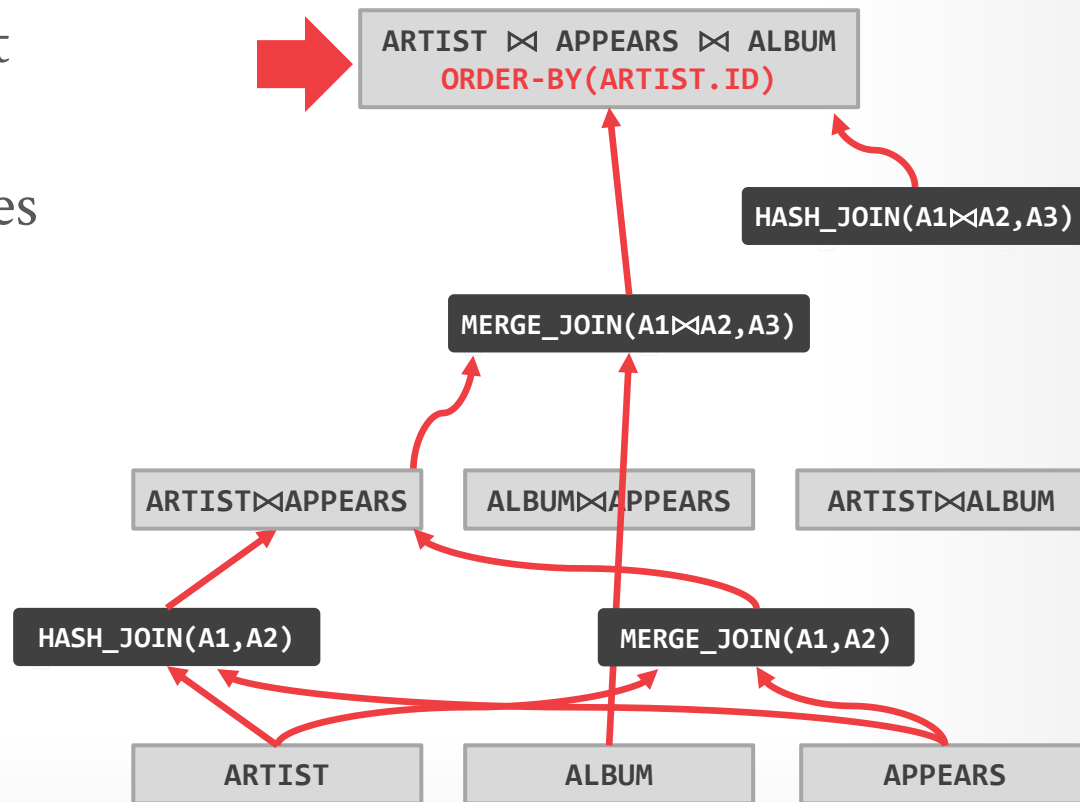 t
es
ARTIST ⋈ APPEARS ⋈ ALBUM
ORDER-BY(ARTIST.ID)
HASH_JOIN(A1⋈A2,A3)
MERGE_JOIN(A1⋈A2,A3)
ARTIST⋈APPEARS
ALBUM⋈APPEARS
ARTIST⋈ALBUM
HASH_JOIN(A1,A2)
MERGE_JOIN(A1,A2)
ARTIST
ALBUM
APPEARS